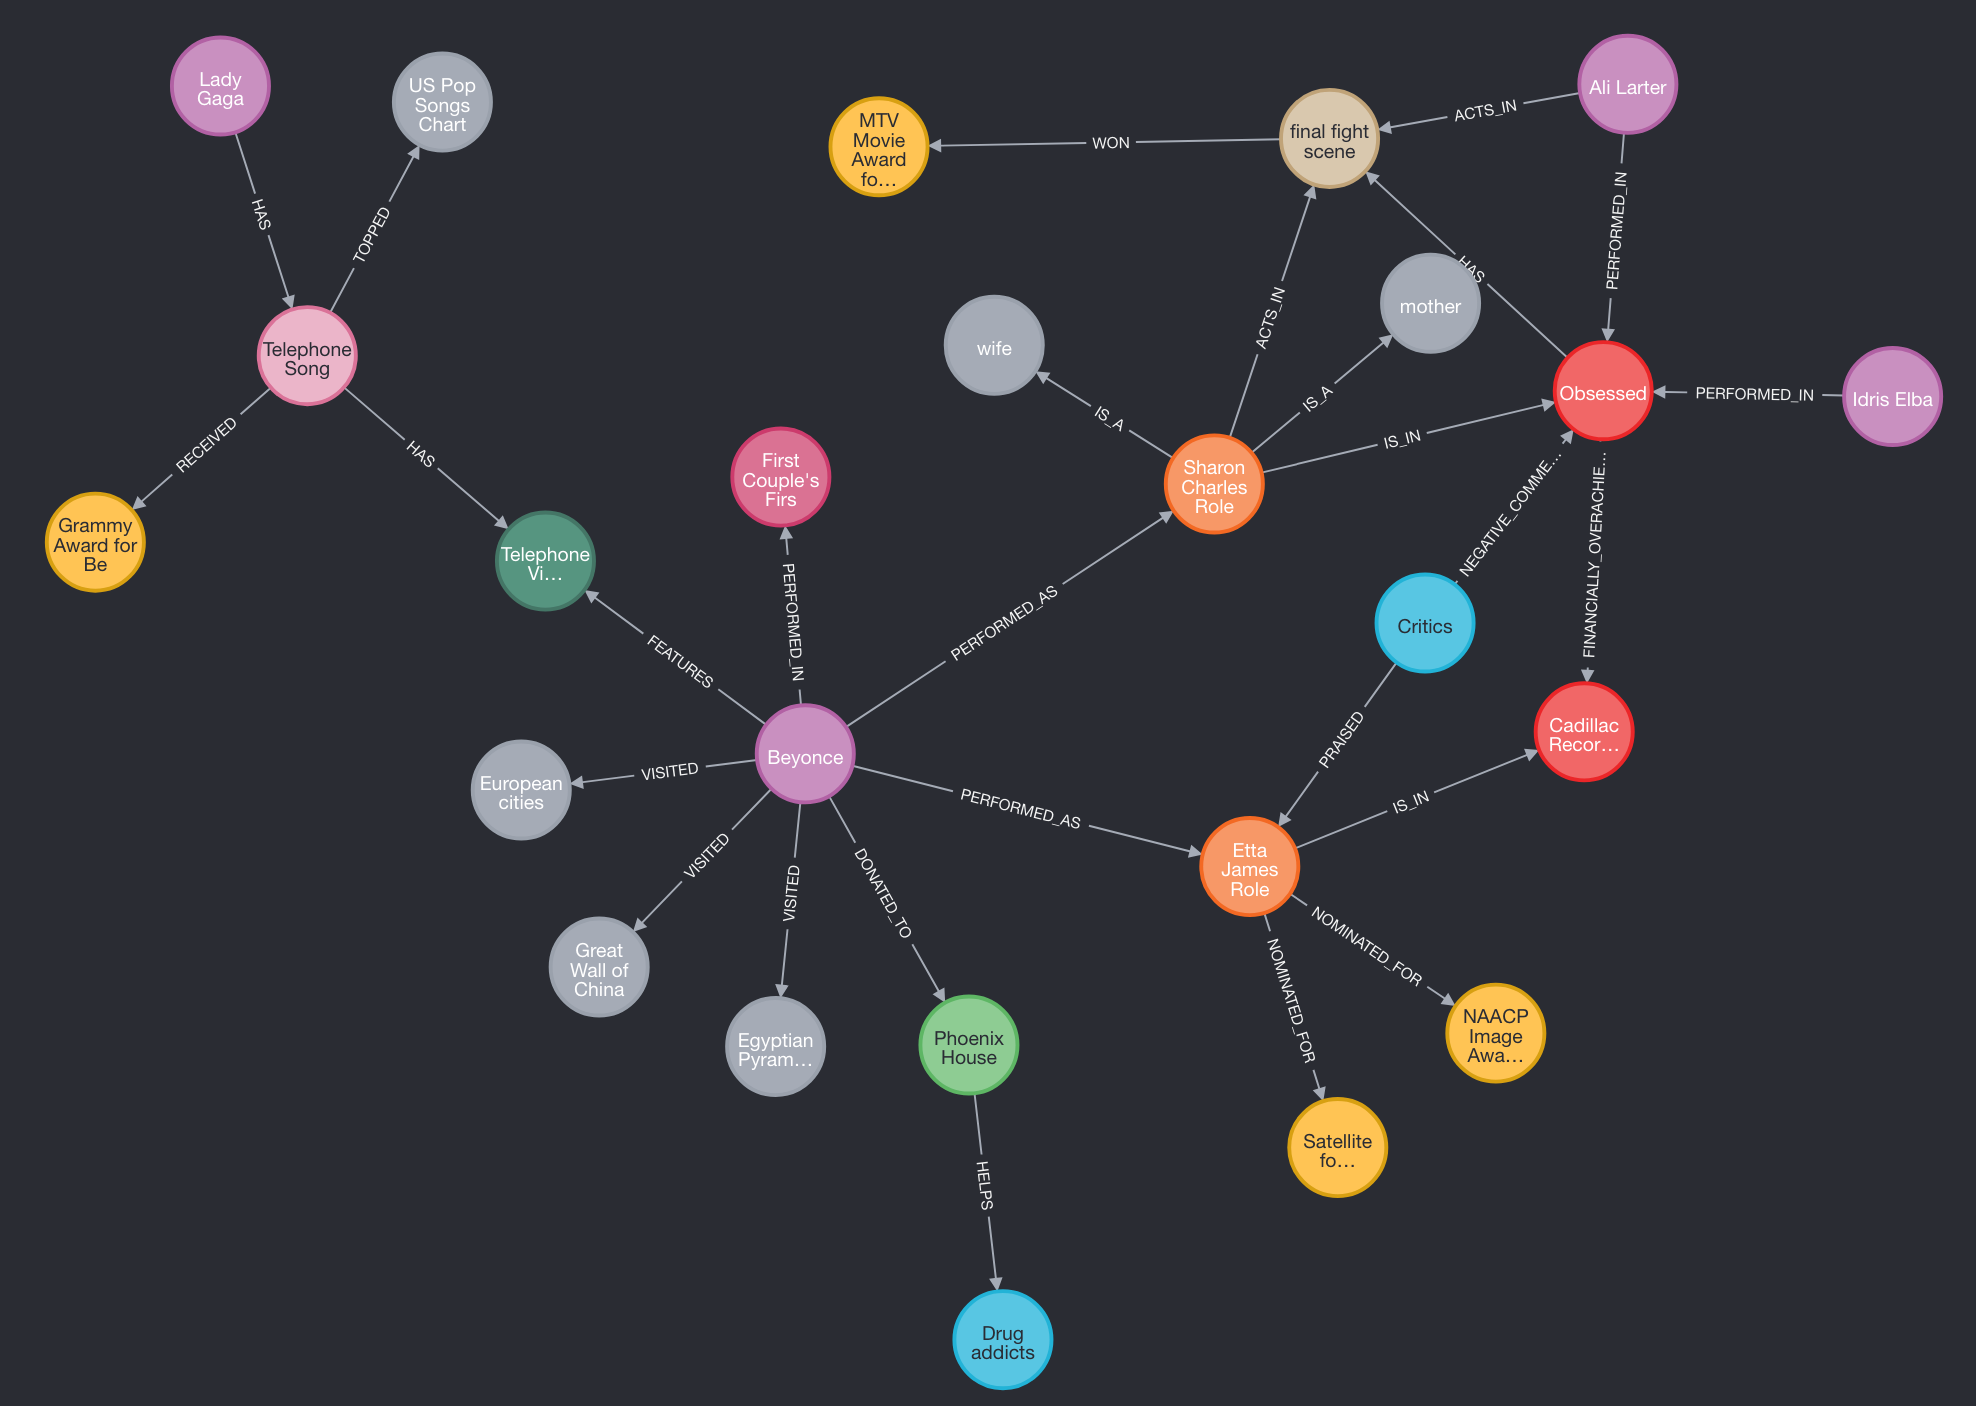 Lady
Gaga
US Pop
Songs
Chart
HAS
TOPPED
Telephone
Song
RECEIVED
HAS
Grammy
Award for
Be
Telephone
Vi...
MTV
Movie
Award
fo...
WON
final fight
scene
ACTS_IN
Ali Larter
PERFORMED_IN
HAS
mother
wife
ACTS_IN
IS_A
IS_A
IS_IN
Obsessed
PERFORMED_IN
Idris Elba
Sharon
Charles
Role
First
Couple's
Firs
PERFORMED_IN
FEATURES
PERFORMED_AS
NEGATIVE_COMME...
FINANCIALLY_OVERACHIE...
Critics
PRAISED
Cadillac
Recor...
IS_IN
Beyonce
VISITED
European
cities
VISITED
Great
Wall of
China
VISITED
Egyptian
Pyram...
DONATED_TO
Phoenix
House
HELPS
Drug
addicts
PERFORMED_AS
Etta
James
Role
NOMINATED_FOR
NAACP
Image
Awa...
NOMINATED_FOR
Satellite
fo...